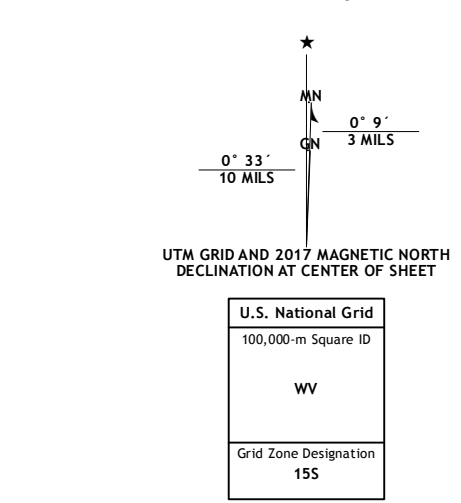 ★
MN
GN
0° 9´
3 MILS
0° 33´
10 MILS
UTM GRID AND 2017 MAGNETIC NORTH
DECLINATION AT CENTER OF SHEET
U.S. National Grid
100,000-m Square ID
WV
Grid Zone Designation
15S